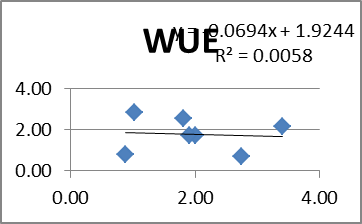 y = -0.0694x + 1.9244
WUE
R² = 0.0058
4.00
2.00
0.00
0.00 2.00 4.00